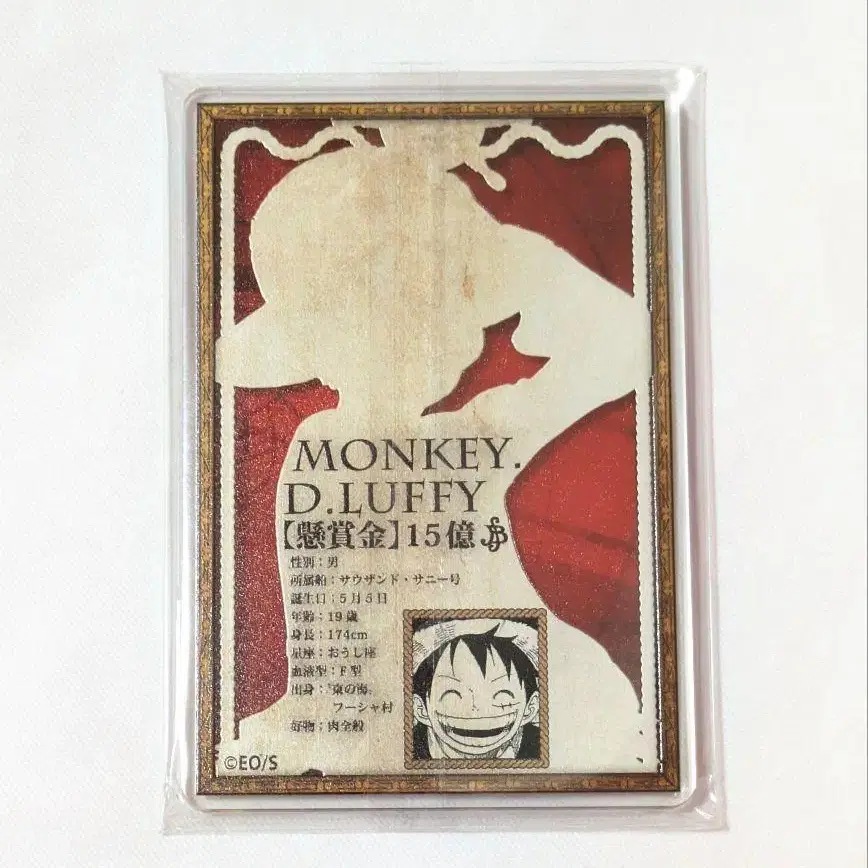 MONKEY.
D.LUFFY
【懸賞金】15億
性別：男
所属船：サウザンド・サニー号
誕生日：5月5日
年齢：19歳
身長：174cm
星座：おうし座
血液型：F型
出身：“東の海”
フーシャ村
好物：肉全般
©EO/S